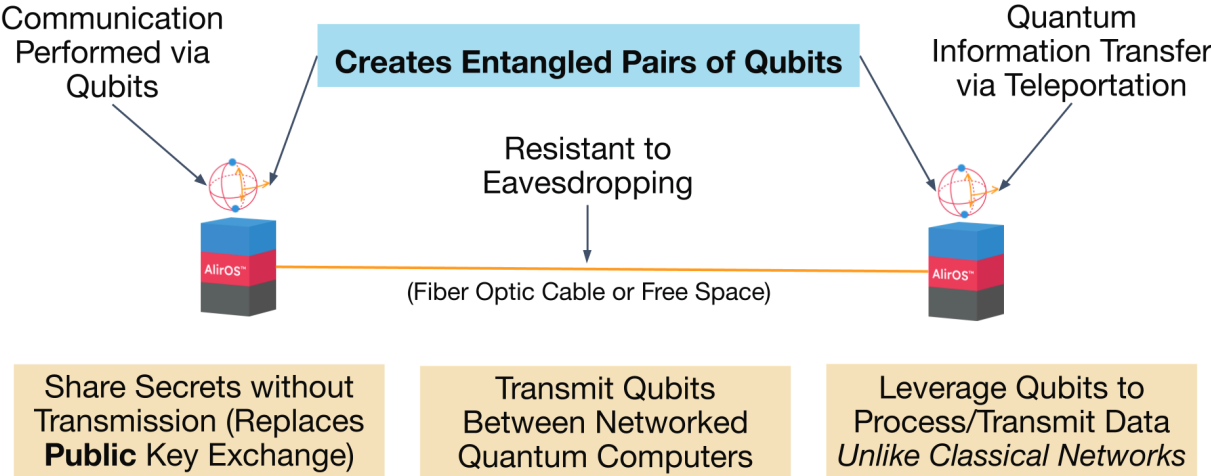 Communication
Performed via
Qubits
Creates Entangled Pairs of Qubits
Quantum
Information Transfer
via Teleportation
Resistant to
Eavesdropping
AlirOS™
AlirOS™
(Fiber Optic Cable or Free Space)
Share Secrets without
Transmission (Replaces
Public Key Exchange)
Transmit Qubits
Between Networked
Quantum Computers
Leverage Qubits to
Process/Transmit Data
Unlike Classical Networks